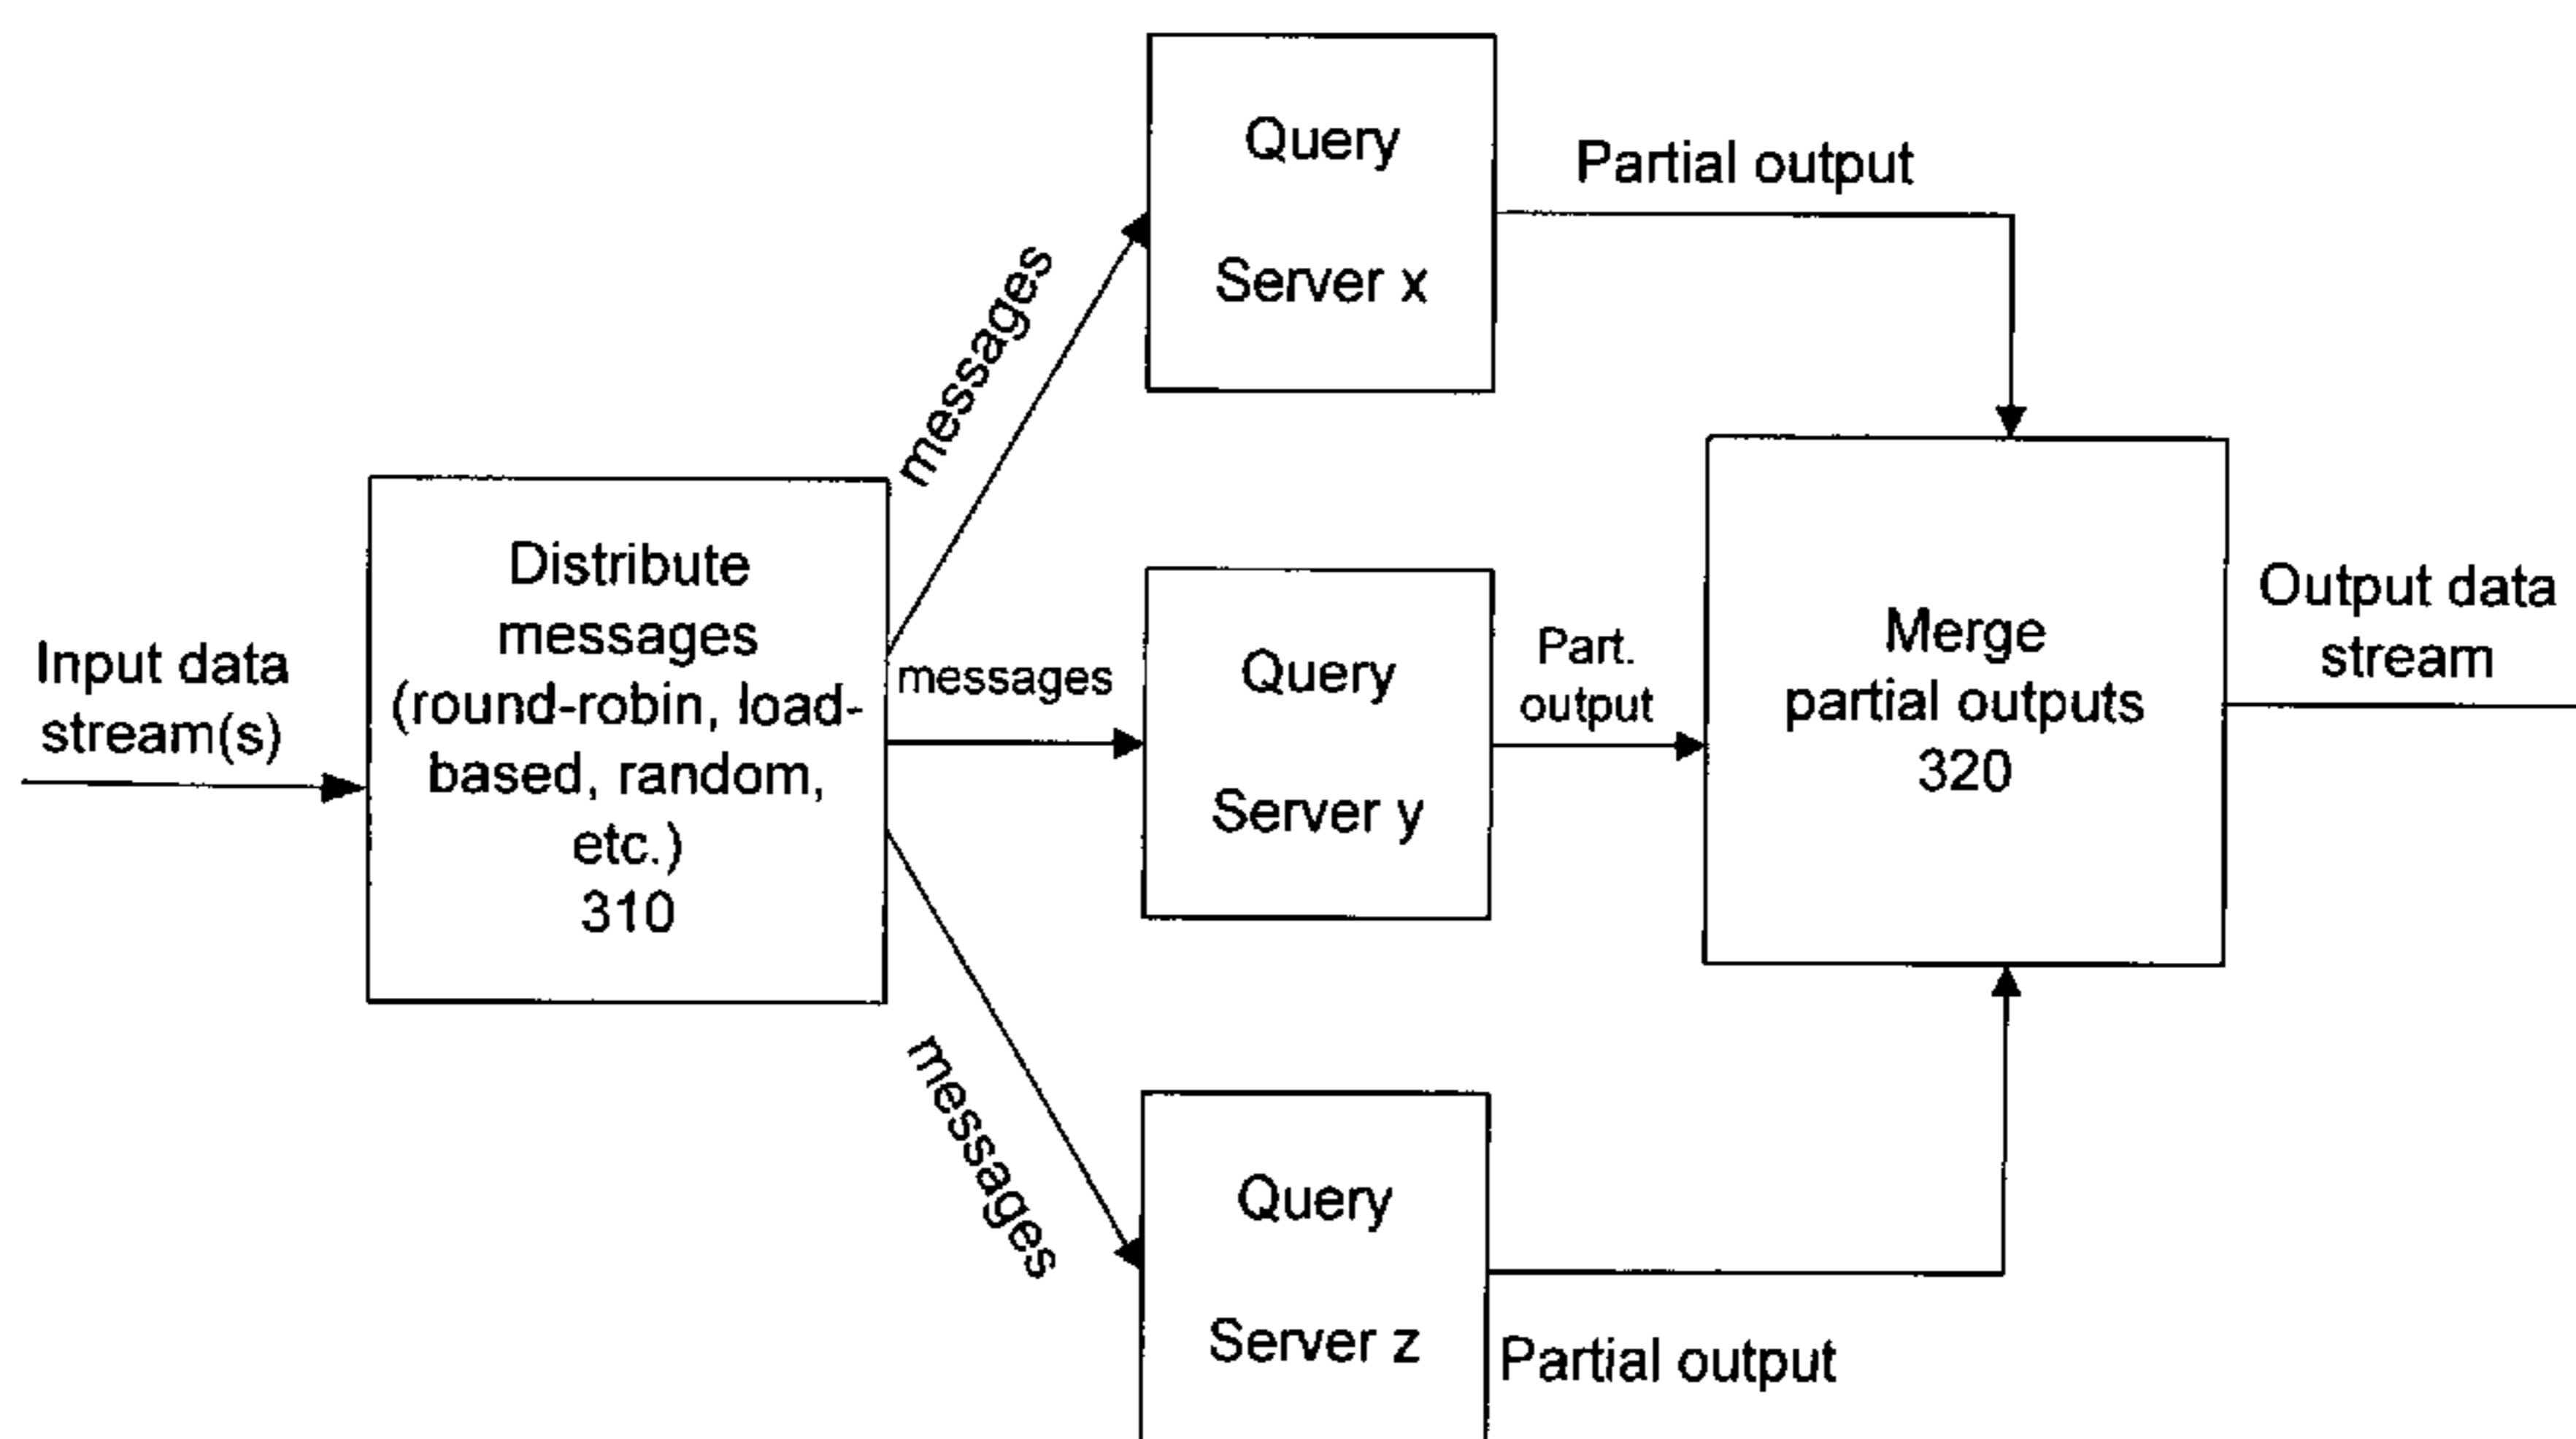 Input data
stream(s)
Distribute
messages
(round-robin, load-
based, random,
etc.)
310
messages
messages
messages
Query
Server x
Query
Server y
Query
Server z
Partial output
Part.
output
Partial output
Merge
partial outputs
320
Output data
stream